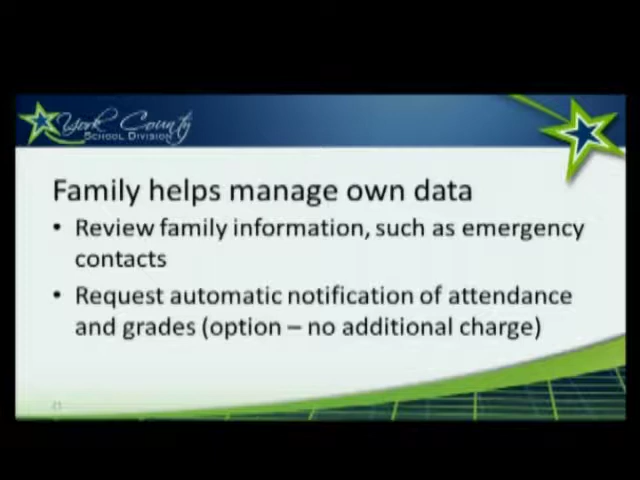 York County
SCHOOL DIVISION
Family helps manage own data
• Review family information, such as emergency
contacts
• Request automatic notification of attendance
and grades (option – no additional charge)